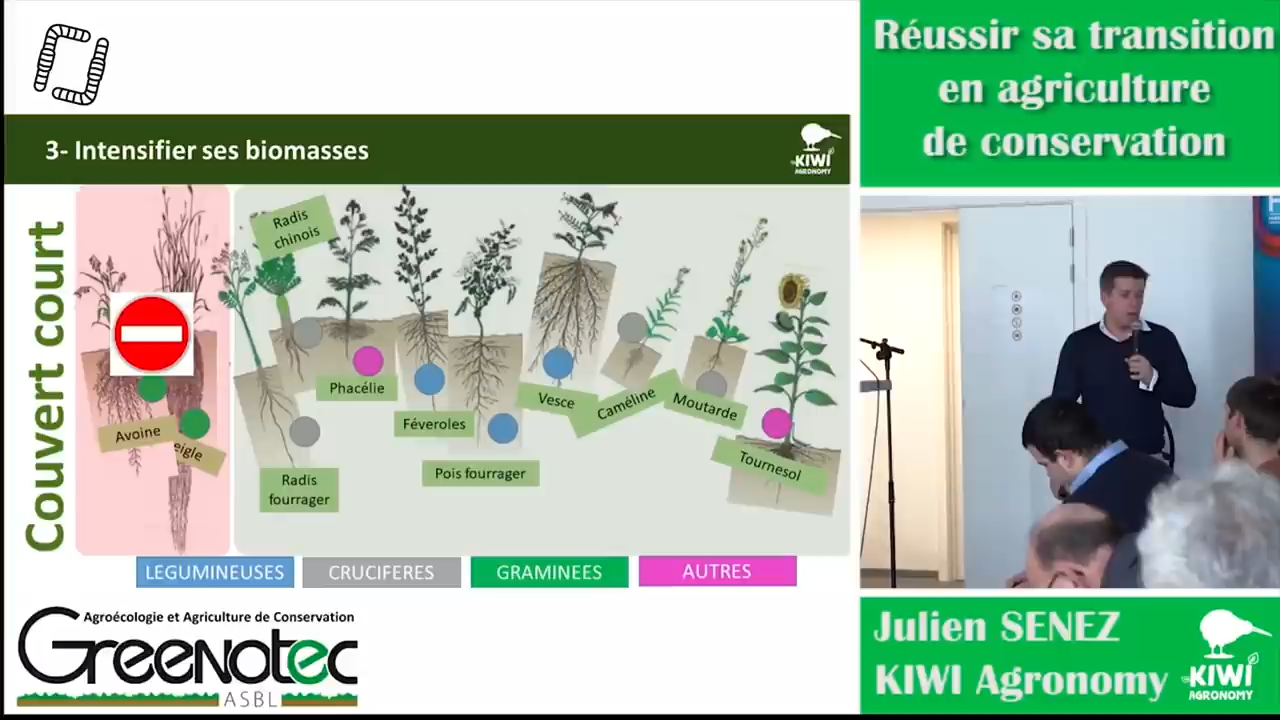 3- Intensifier ses biomasses
KIWI
AGRONOMY
Couvert court
Avoine
eigle
Radis
chinois
Radis
fourrager
Phacélie
Féveroles
Pois fourrager
Vesce
Caméline
Moutarde
Tournesol
LEGUMINEUSES
CRUCIFERES
GRAMINEES
AUTRES
Agroécologie et Agriculture de Conservation
Greenotec
ASBL
Réussir sa transition
en agriculture
de conservation
Julien SENEZ
KIWI Agronomy
KIWI
AGRONOMY